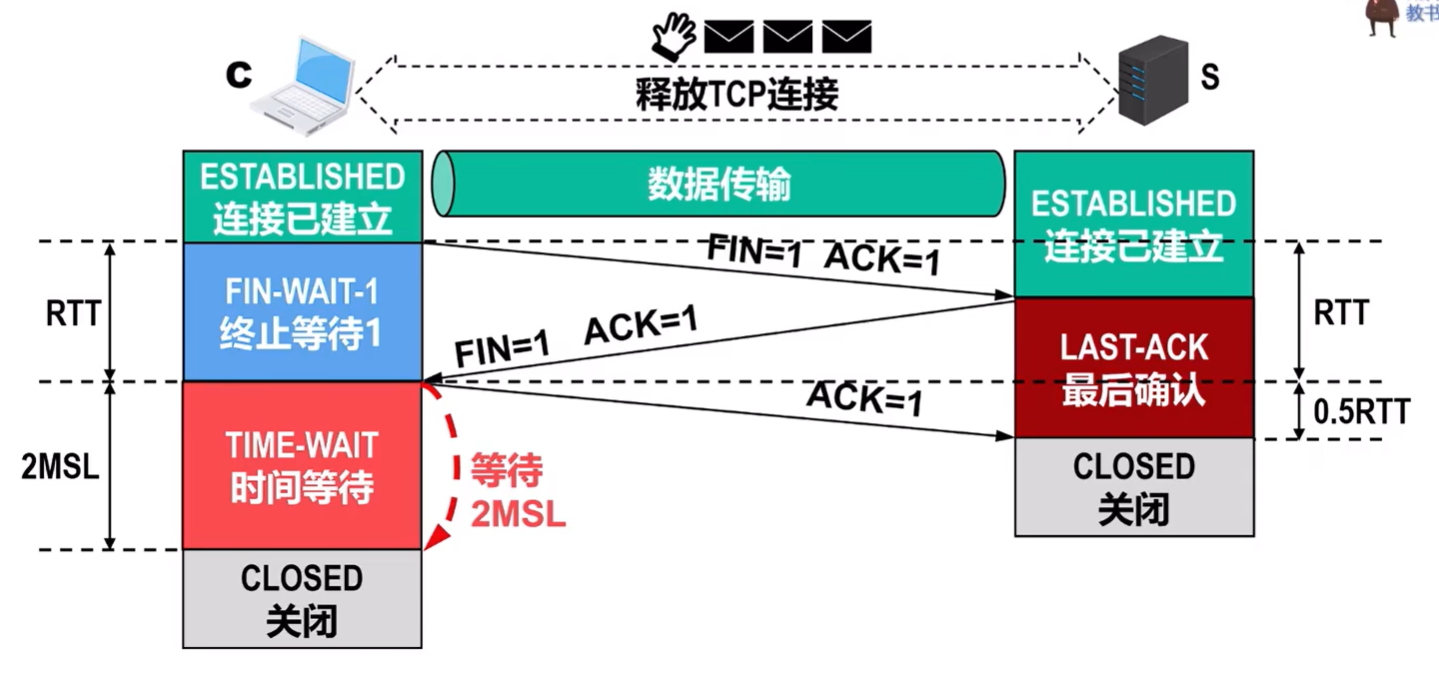 教书
C
S
释放TCP连接
ESTABLISHED
连接已建立
数据传输
ESTABLISHED
连接已建立
FIN=1 ACK=1
RTT
FIN-WAIT-1
终止等待1
FIN=1 ACK=1
LAST-ACK
最后确认
RTT
ACK=1
0.5RTT
2MSL
TIME-WAIT
时间等待
等待
2MSL
CLOSED
关闭
CLOSED
关闭